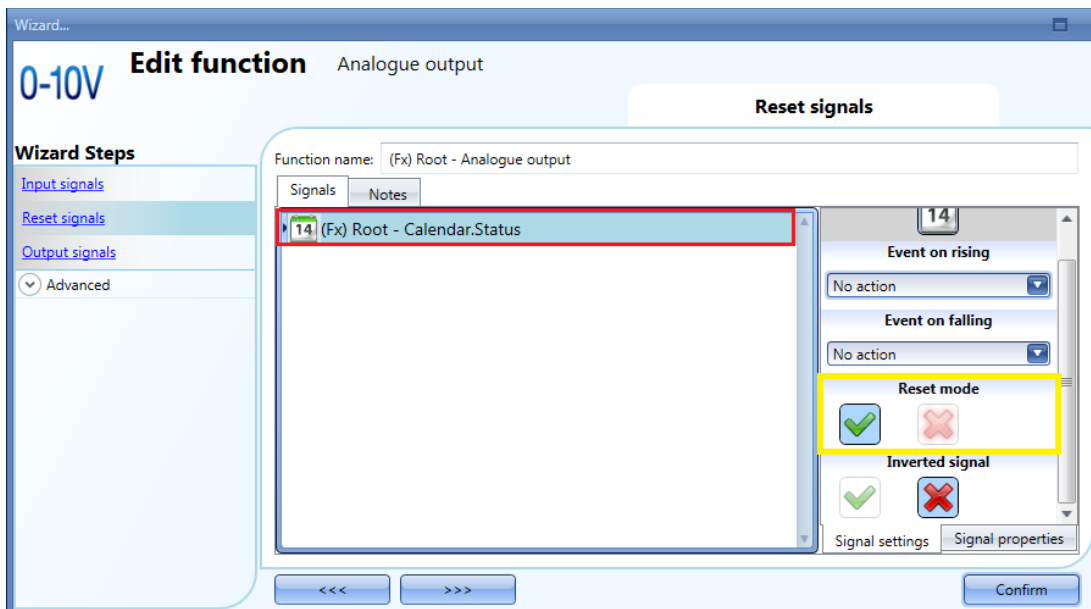 Wizard...
0-10V
Edit function Analogue output
Reset signals
Wizard Steps
Input signals
Reset signals
Output signals
Advanced
Function name: (Fx) Root - Analogue output
Signals Notes
14 (Fx) Root - Calendar.Status
14
Event on rising
No action
Event on falling
No action
Reset mode
Inverted signal
Signal settings Signal properties
<<< >>> Confirm